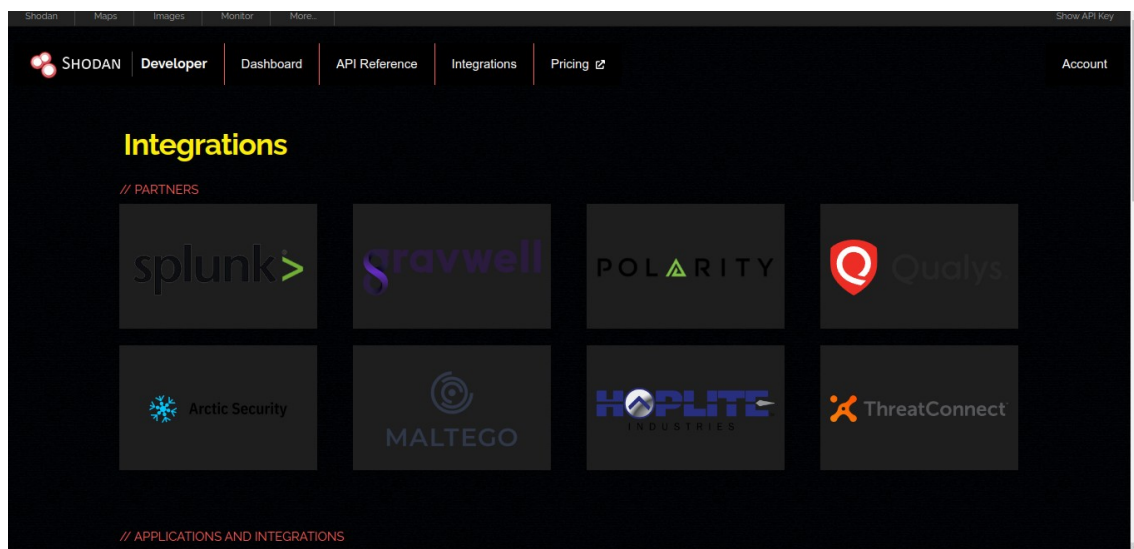 Shodan Maps Images Monitor More... Show API Key
SHODAN Developer Dashboard API Reference Integrations Pricing Account
Integrations
// PARTNERS
splunk> gravwell POLARITY Qualys.
Arctic Security MALTEGO HOPLITE INDUSTRIES ThreatConnect
// APPLICATIONS AND INTEGRATIONS